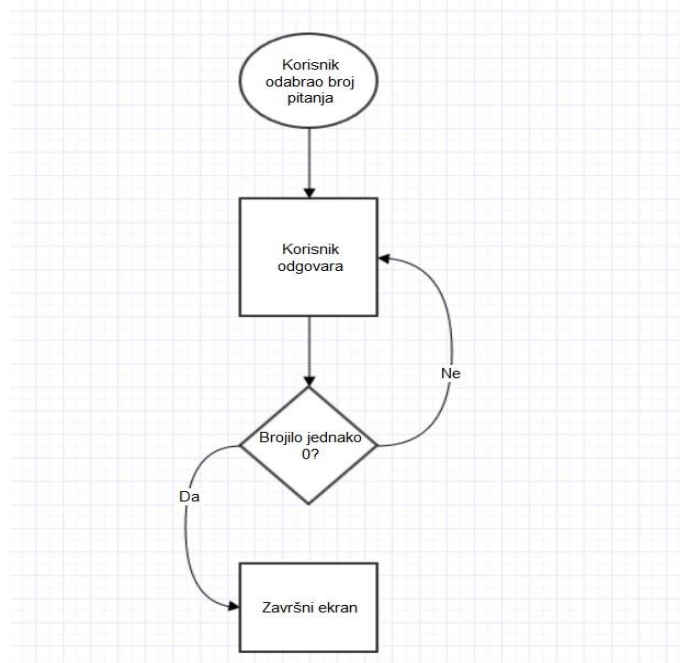 Korisnik
odabrao broj
pitanja
Korisnik
odgovara
Ne
Brojilo jednako
0?
Da
Završni ekran